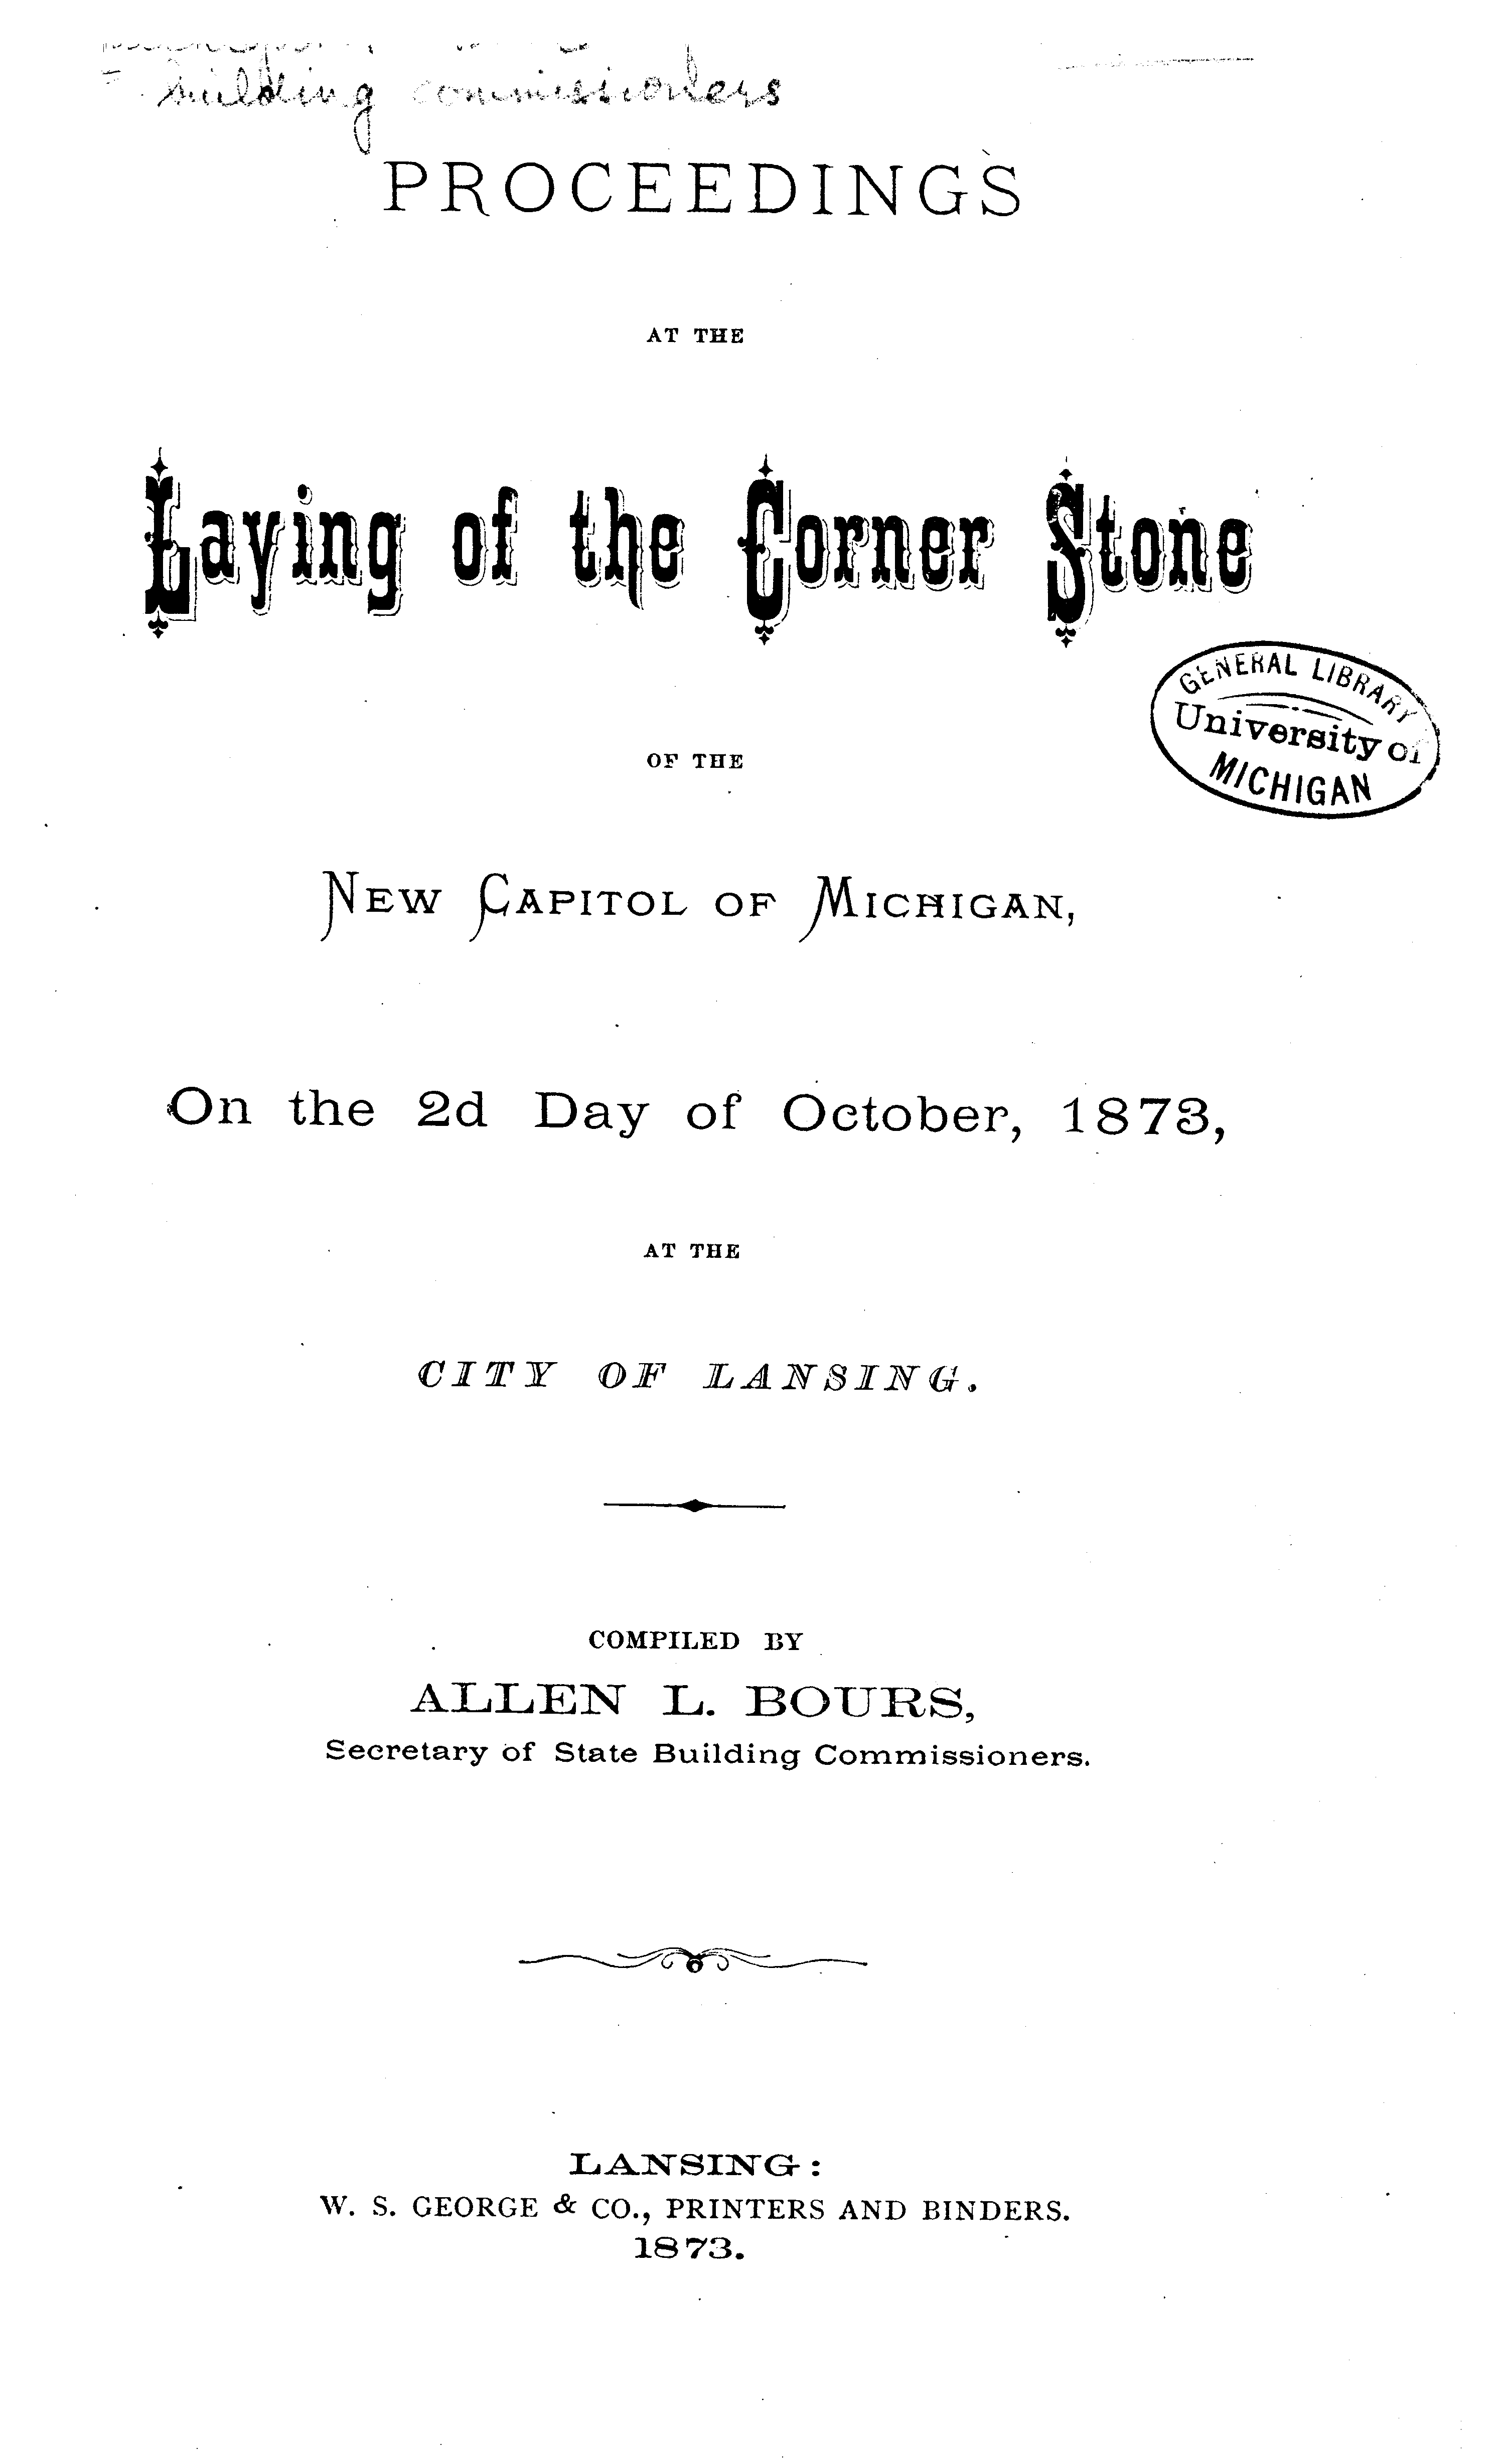 building commissioners
PROCEEDINGS
AT THE
Laying of the Corner Stone
GENERAL LIBRARY
University of
MICHIGAN
OF THE
NEW CAPITOL OF MICHIGAN,
On the 2d Day of October, 1873,
AT THE
CITY OF LANSING.
COMPILED BY
ALLEN L. BOURS,
Secretary of State Building Commissioners.
LANSING:
W. S. GEORGE & CO., PRINTERS AND BINDERS.
1873.